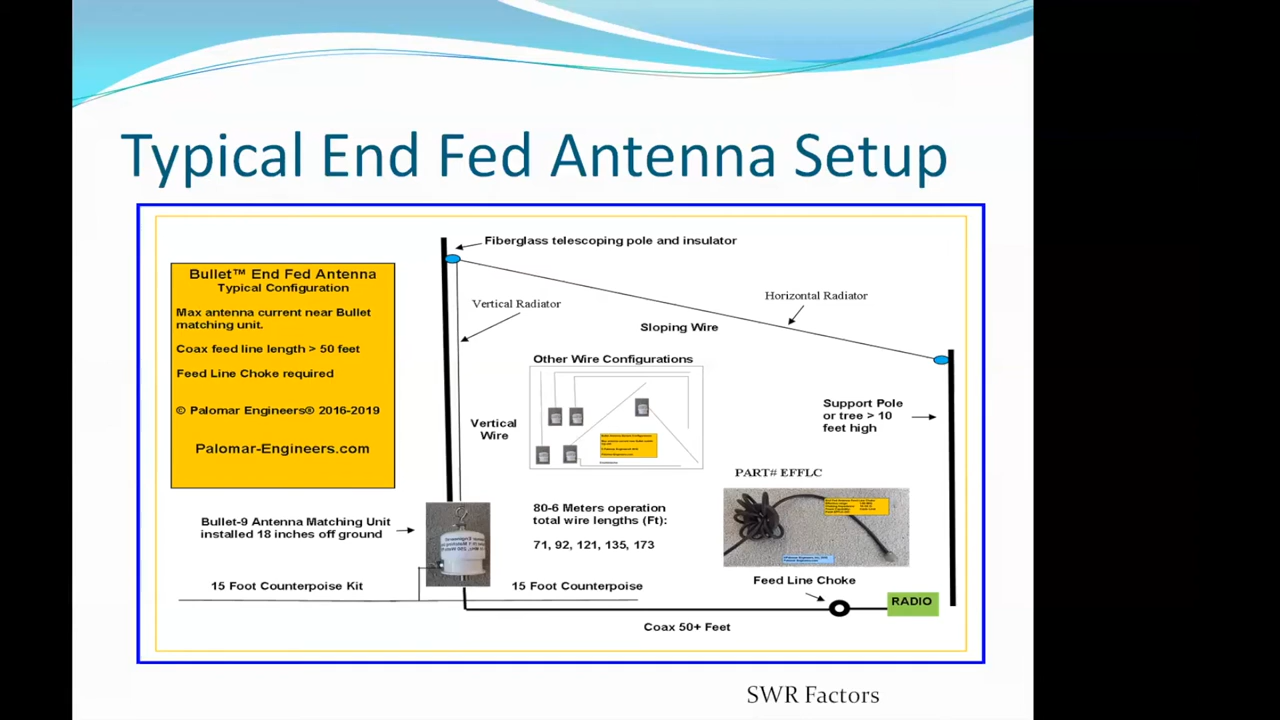 Typical End Fed Antenna Setup
Bullet™ End Fed Antenna
Typical Configuration
Max antenna current near Bullet
matching unit.
Coax feed line length > 50 feet
Feed Line Choke required
© Palomar Engineers® 2016-2019
Palomar-Engineers.com
Fiberglass telescoping pole and insulator
Vertical Radiator
Horizontal Radiator
Sloping Wire
Other Wire Configurations
Vertical
Wire
Support Pole
or tree > 10
feet high
PART# EFFLC
Bullet-9 Antenna Matching Unit
installed 18 inches off ground
80-6 Meters operation
total wire lengths (Ft):
71, 92, 121, 135, 173
15 Foot Counterpoise Kit
15 Foot Counterpoise
Feed Line Choke
RADIO
Coax 50+ Feet
SWR Factors